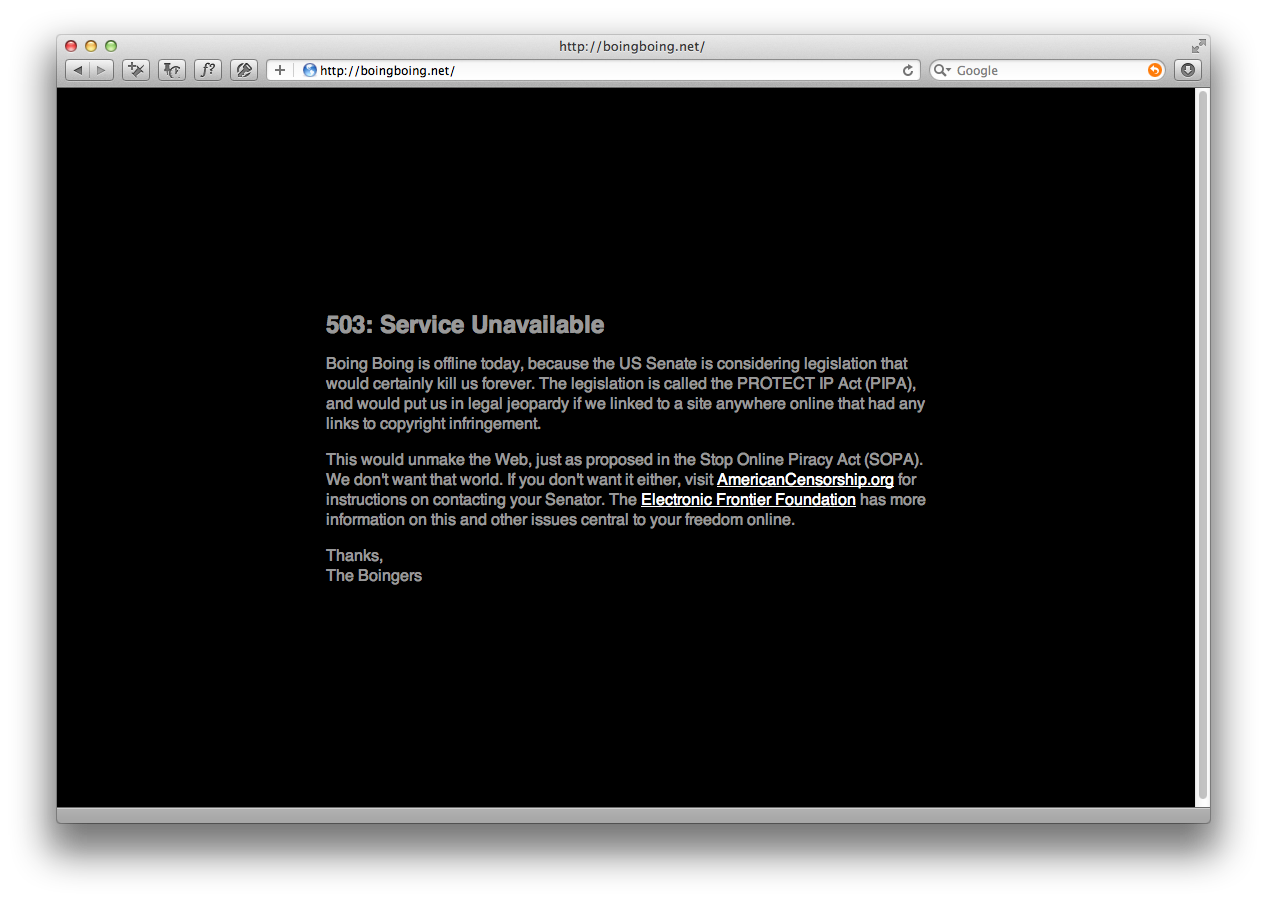 http://boingboing.net/
http://boingboing.net/
Google
503: Service Unavailable
Boing Boing is offline today, because the US Senate is considering legislation that
would certainly kill us forever. The legislation is called the PROTECT IP Act (PIPA),
and would put us in legal jeopardy if we linked to a site anywhere online that had any
links to copyright infringement.
This would unmake the Web, just as proposed in the Stop Online Piracy Act (SOPA).
We don't want that world. If you don't want it either, visit AmericanCensorship.org for
instructions on contacting your Senator. The Electronic Frontier Foundation has more
information on this and other issues central to your freedom online.
Thanks,
The Boingers